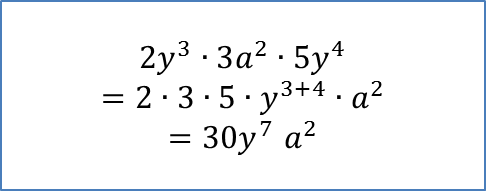 2y³ · 3a² · 5y⁴
= 2 · 3 · 5 · y³⁺⁴ · a²
= 30y⁷ a²